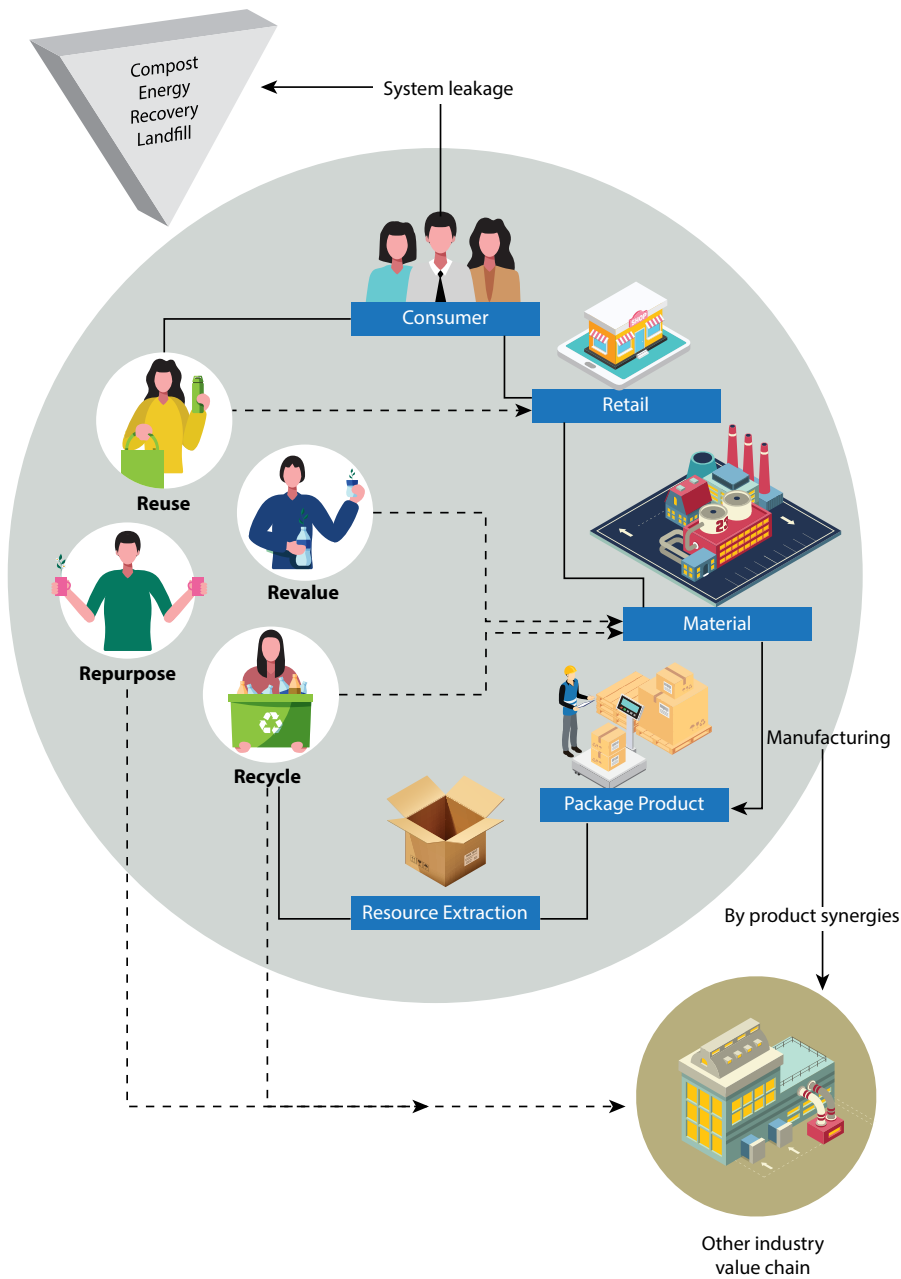 Compost
Energy
Recovery
Landfill
System leakage
Consumer
SHOP
Retail
Reuse
Revalue
Material
Repurpose
Recycle
Manufacturing
Package Product
Resource Extraction
By product synergies
Other industry
value chain